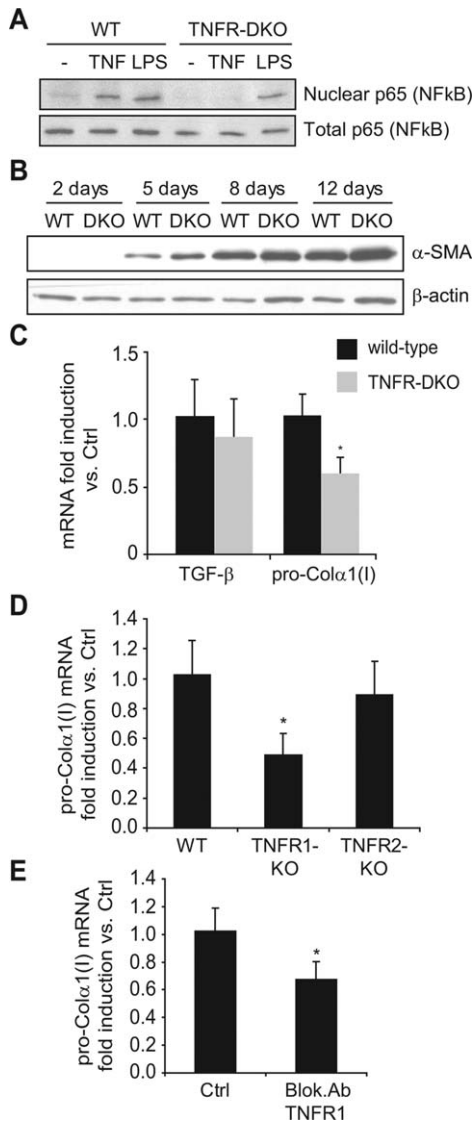 A
WT TNFR-DKO
- TNF LPS - TNF LPS
Nuclear p65 (NFkB)
Total p65 (NFkB)
B
2 days 5 days 8 days 12 days
WT DKO WT DKO WT DKO WT DKO
α-SMA
β-actin
C
mRNA fold induction
vs. Ctrl
1.5
1.0
0.5
0
wild-type
TNFR-DKO
*
TGF-β pro-Colα1(I)
D
pro-Colα1(I) mRNA
fold induction vs. Ctrl
1.4
1.2
1.0
0.8
0.6
0.4
0.2
0.0
*
WT TNFR1- TNFR2-
KO KO
E
pro-Colα1(I) mRNA
fold induction vs. Ctrl
1.4
1.2
1.0
0.8
0.6
0.4
0.2
0.0
*
Ctrl Blok.Ab
TNFR1